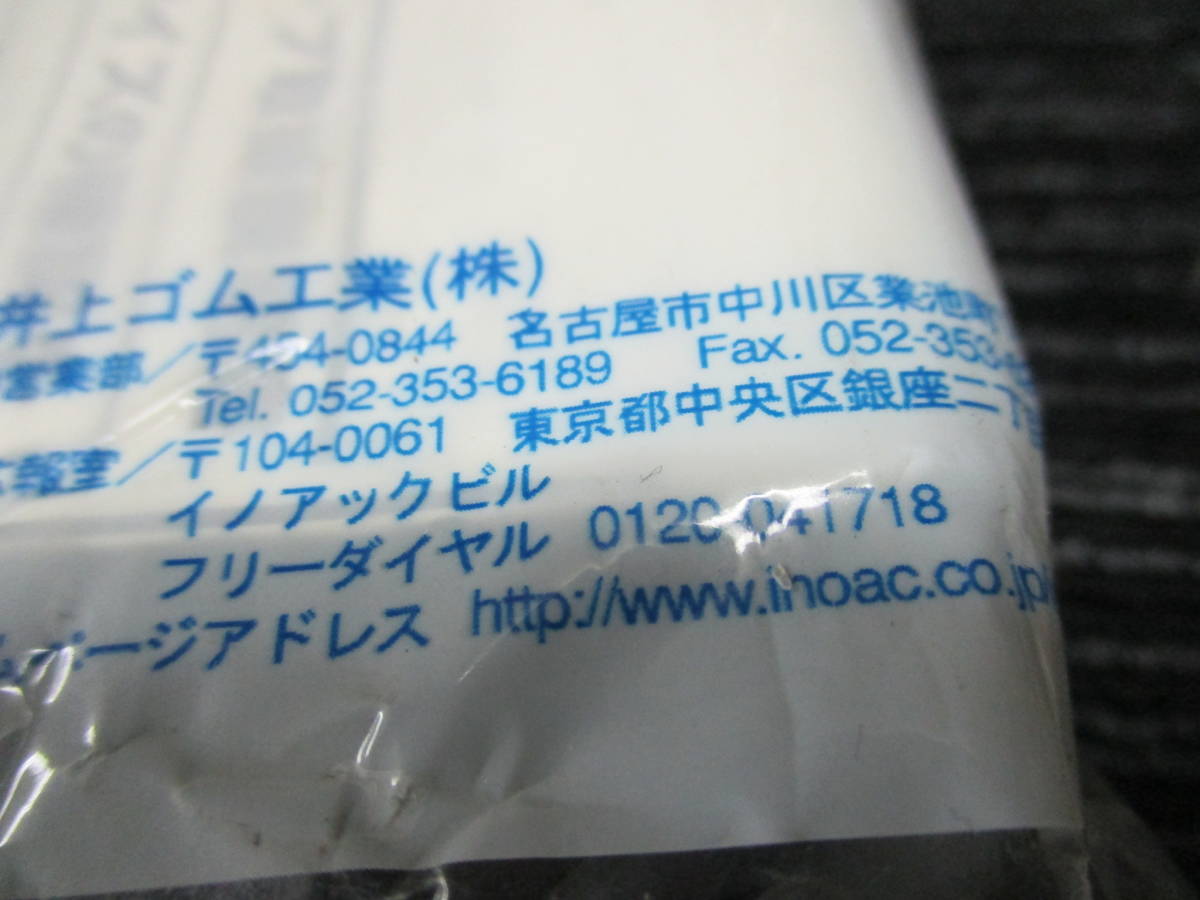 井上ゴム工業(株)
営業部/〒454-0844 名古屋市中川区葉池町
Tel. 052-353-6189 Fax. 052-353-
広報室/〒104-0061 東京都中央区銀座二丁目
イノアックビル
フリーダイヤル 0120-041718
ムページアドレス http://www.inoac.co.jp/